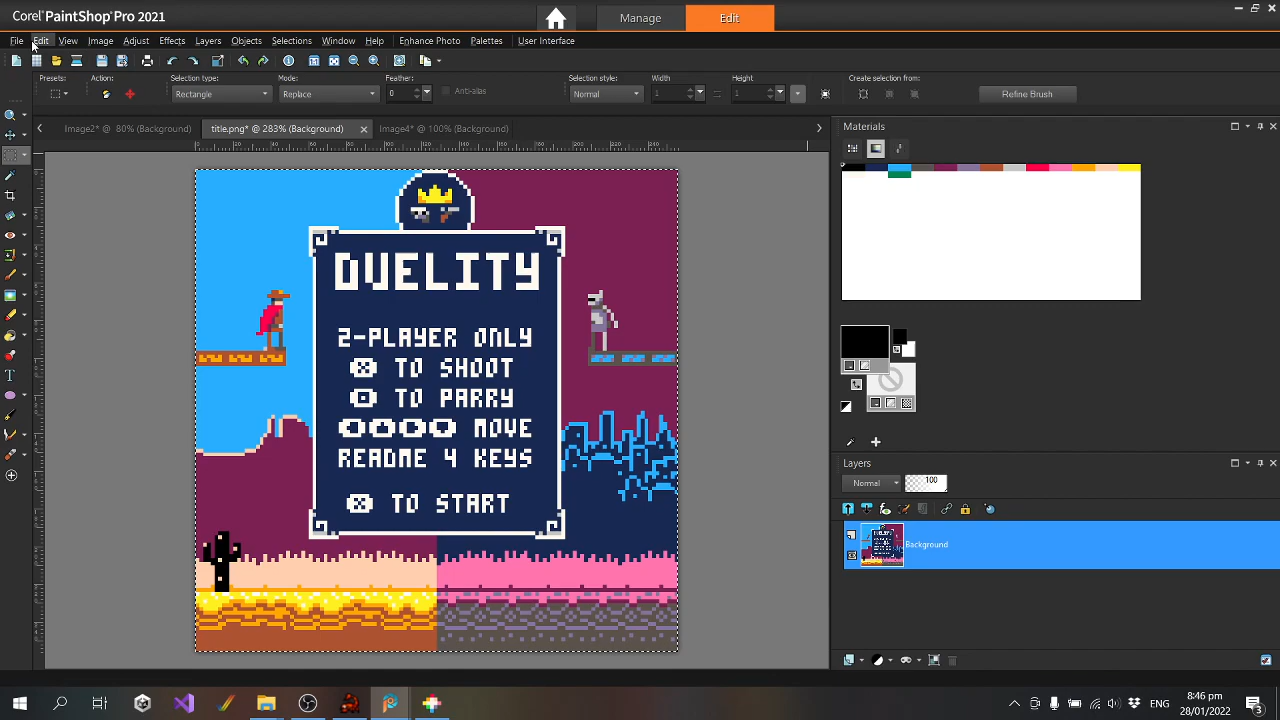 Corel® PaintShop® Pro 2021
Manage
Edit
File Edit View Image Adjust Effects Layers Objects Selections Window Help Enhance Photo Palettes User Interface
Presets: Action: Selection type: Mode: Feather: Selection style: Width Height Create selection from:
Rectangle Replace 0 Anti-alias Normal 1 1 Refine Brush
Image2* @ 80% (Background) title.png* @ 283% (Background) Image4* @ 100% (Background)
Materials
DUELITY
2-PLAYER ONLY
TO SHOOT
TO PARRY
MOVE
README 4 KEYS
TO START
Layers
Normal 100
Background
ENG
8:46 pm
28/01/2022
3